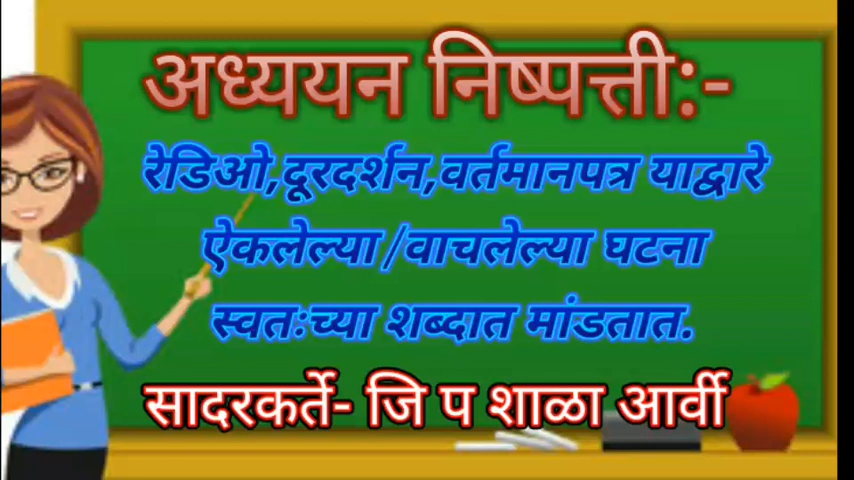 अध्ययन निष्पत्ती:-
रेडिओ,दूरदर्शन,वर्तमानपत्र याद्वारे
ऐकलेल्या/वाचलेल्या घटना
स्वतःच्या शब्दात मांडतात.
सादरकर्ते- जि प शाळा आर्वी